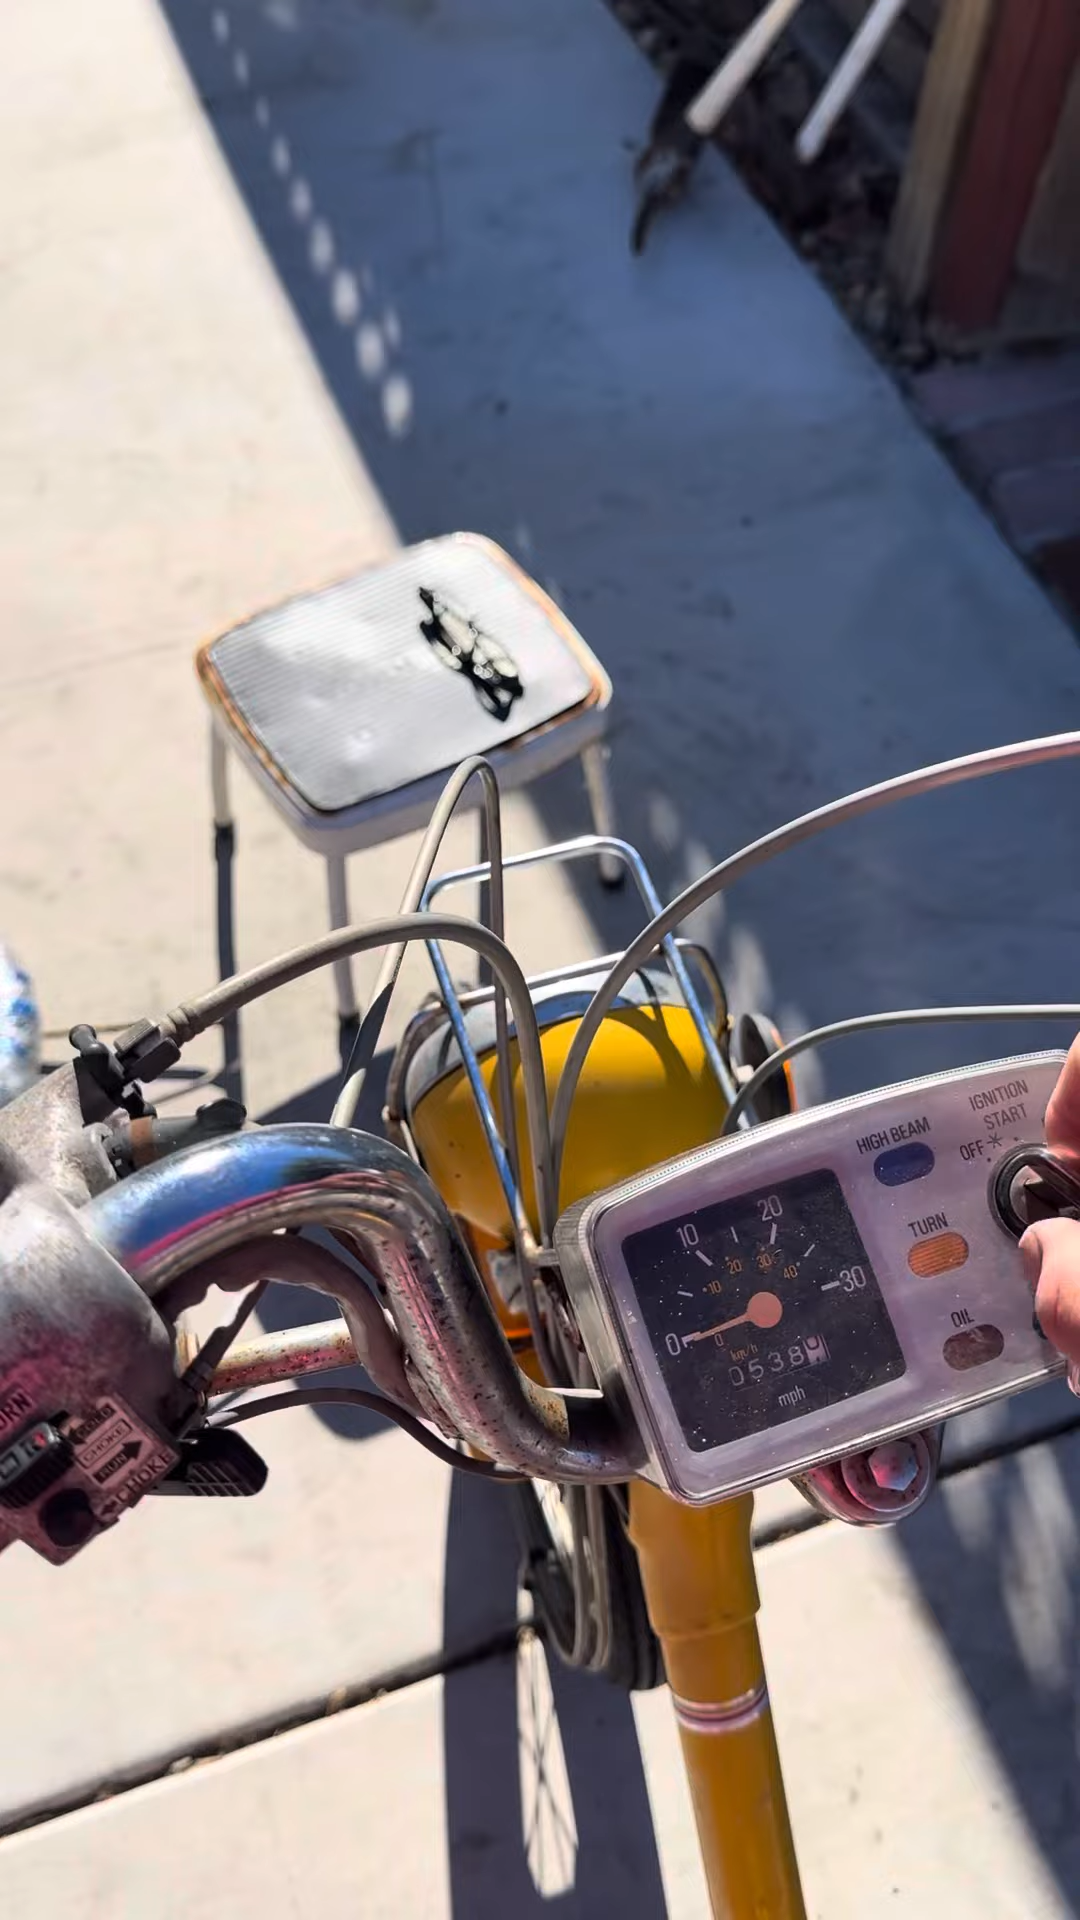 IGNITION
START
OFF
HIGH BEAM
TURN
OIL
10
20
30
0
10
20
30
40
0
km/h
0538
mph
CHOKE
RUN
CHOKE